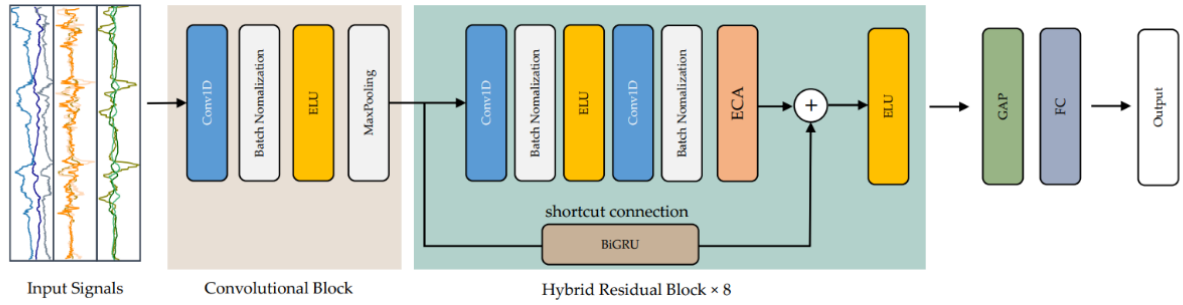 Conv1D
Batch Nomalization
ELU
MaxPooling
Conv1D
Batch Nomalization
ELU
Conv1D
Batch Nomalization
ECA
+
ELU
GAP
FC
Output
shortcut connection
BiGRU
Input Signals
Convolutional Block
Hybrid Residual Block × 8